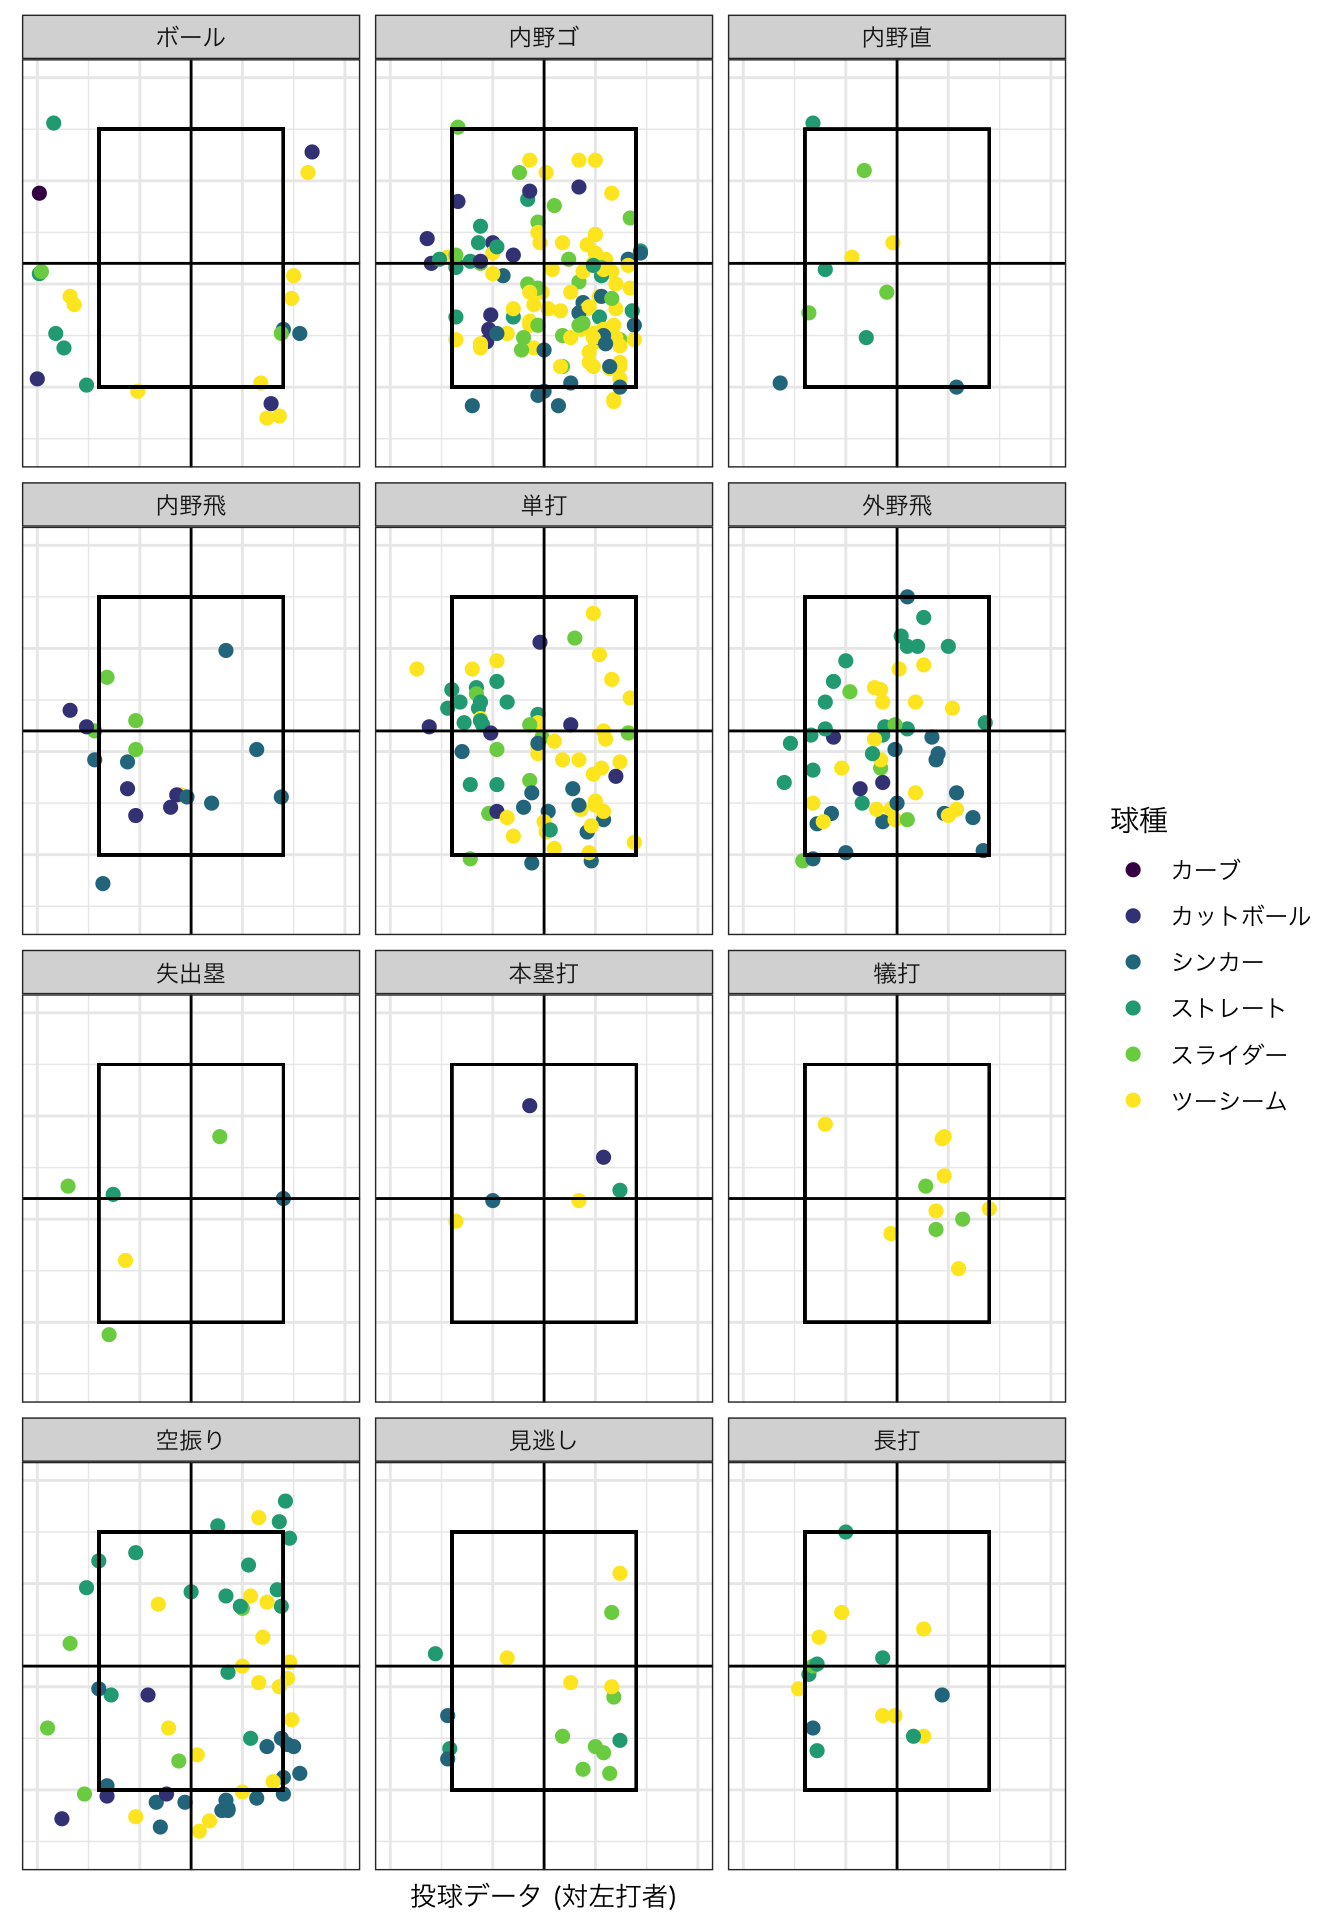 ボール
内野ゴ
内野直
内野飛
単打
外野飛
失出塁
本塁打
犠打
空振り
見逃し
長打
球種
カーブ
カットボール
シンカー
ストレート
スライダー
ツーシーム
投球データ (対左打者)